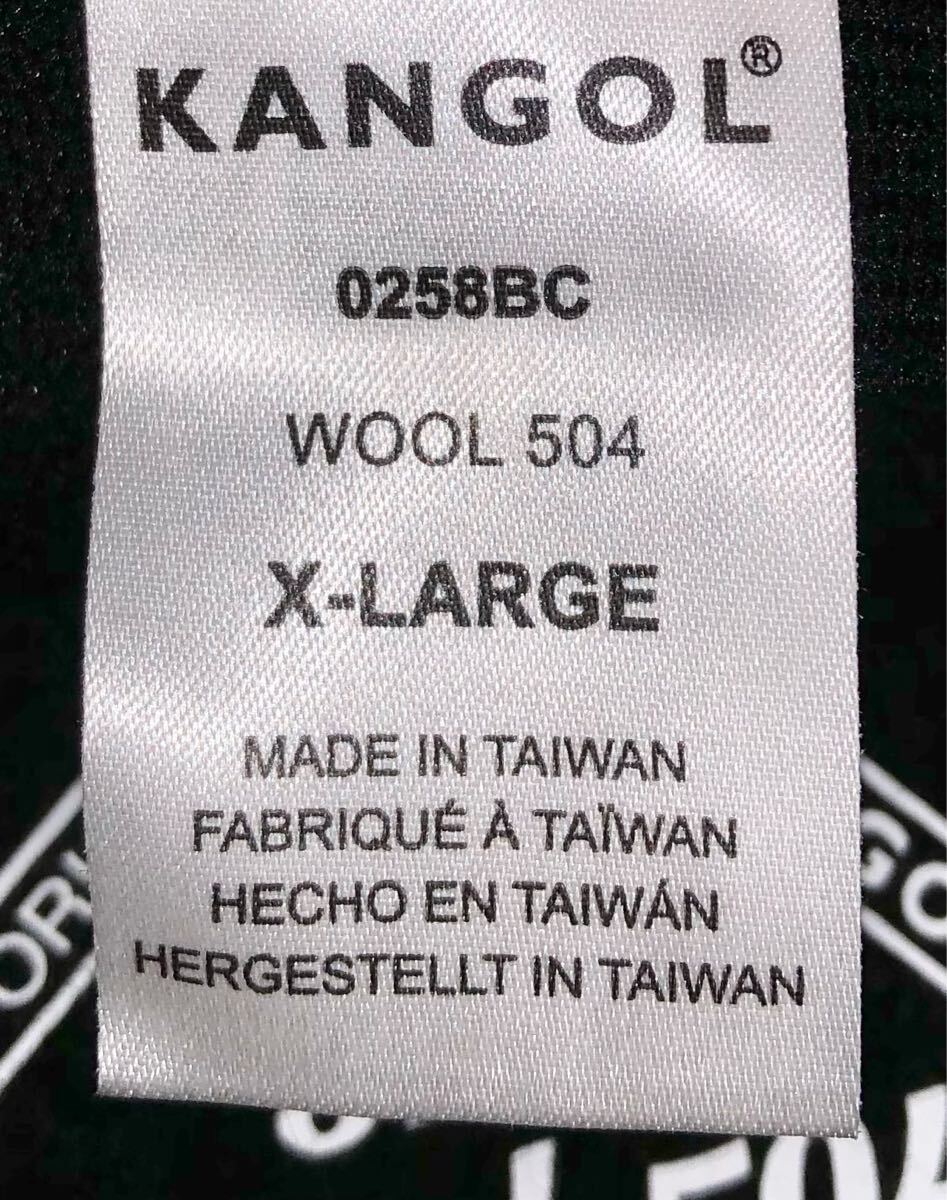 KANGOL®
0258BC
WOOL 504
X-LARGE
MADE IN TAIWAN
FABRIQUÉ À TAÏWAN
HECHO EN TAIWÁN
HERGESTELLT IN TAIWAN